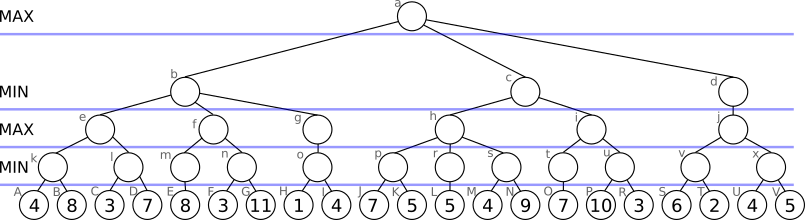 MAX a
MIN b c d
MAX e f g h i j
MIN k l m n o p r s t u v x
A B C D E F G H I J K L M N O P R S T U V
4 8 3 7 8 3 11 1 4 7 5 5 4 9 7 10 3 6 2 4 5